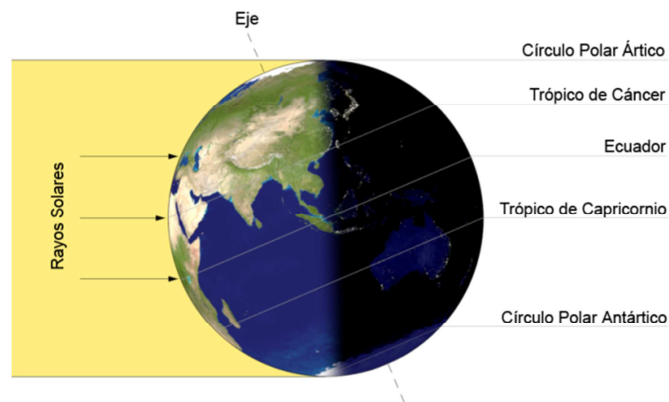 Eje
Círculo Polar Ártico
Trópico de Cáncer
Ecuador
Trópico de Capricornio
Círculo Polar Antártico
Rayos Solares